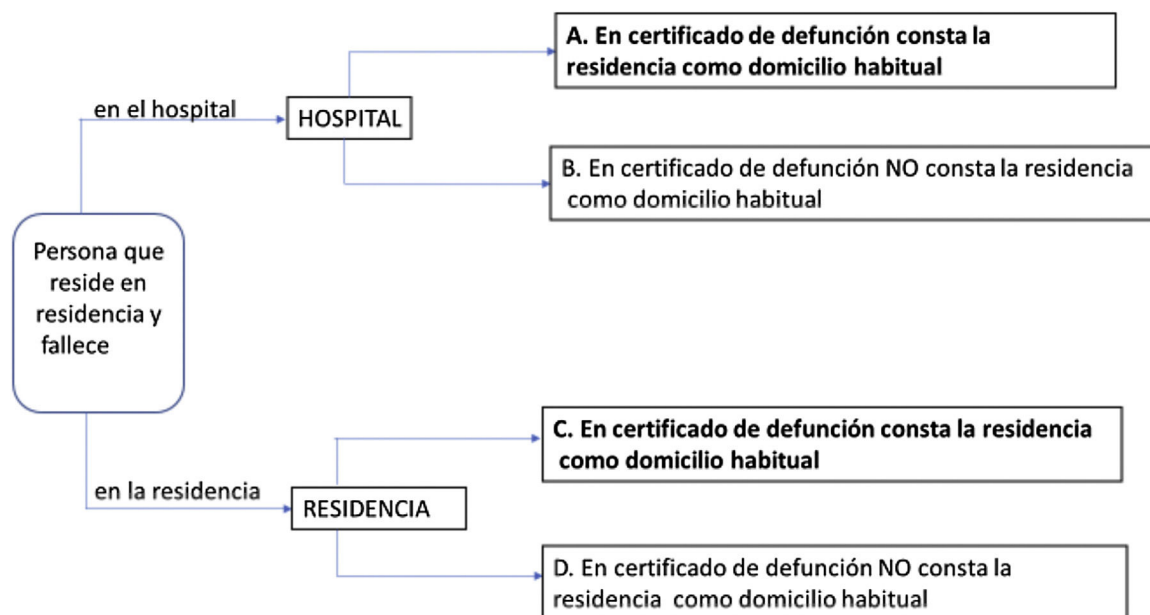 A. En certificado de defunción consta la
residencia como domicilio habitual
en el hospital
HOSPITAL
B. En certificado de defunción NO consta la residencia
como domicilio habitual
Persona que
reside en
residencia y
fallece
C. En certificado de defunción consta la residencia
como domicilio habitual
en la residencia
RESIDENCIA
D. En certificado de defunción NO consta la
residencia como domicilio habitual